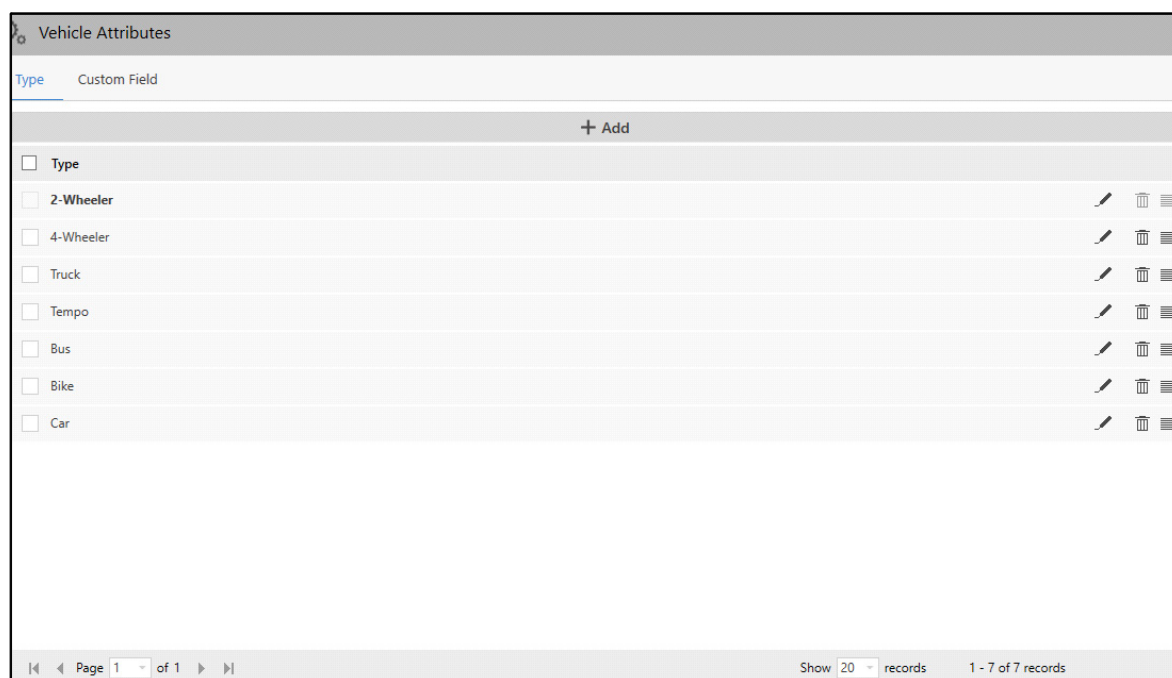 Vehicle Attributes
Type Custom Field
+ Add
Type
2-Wheeler
4-Wheeler
Truck
Tempo
Bus
Bike
Car
Page 1 of 1 Show 20 records 1 - 7 of 7 records